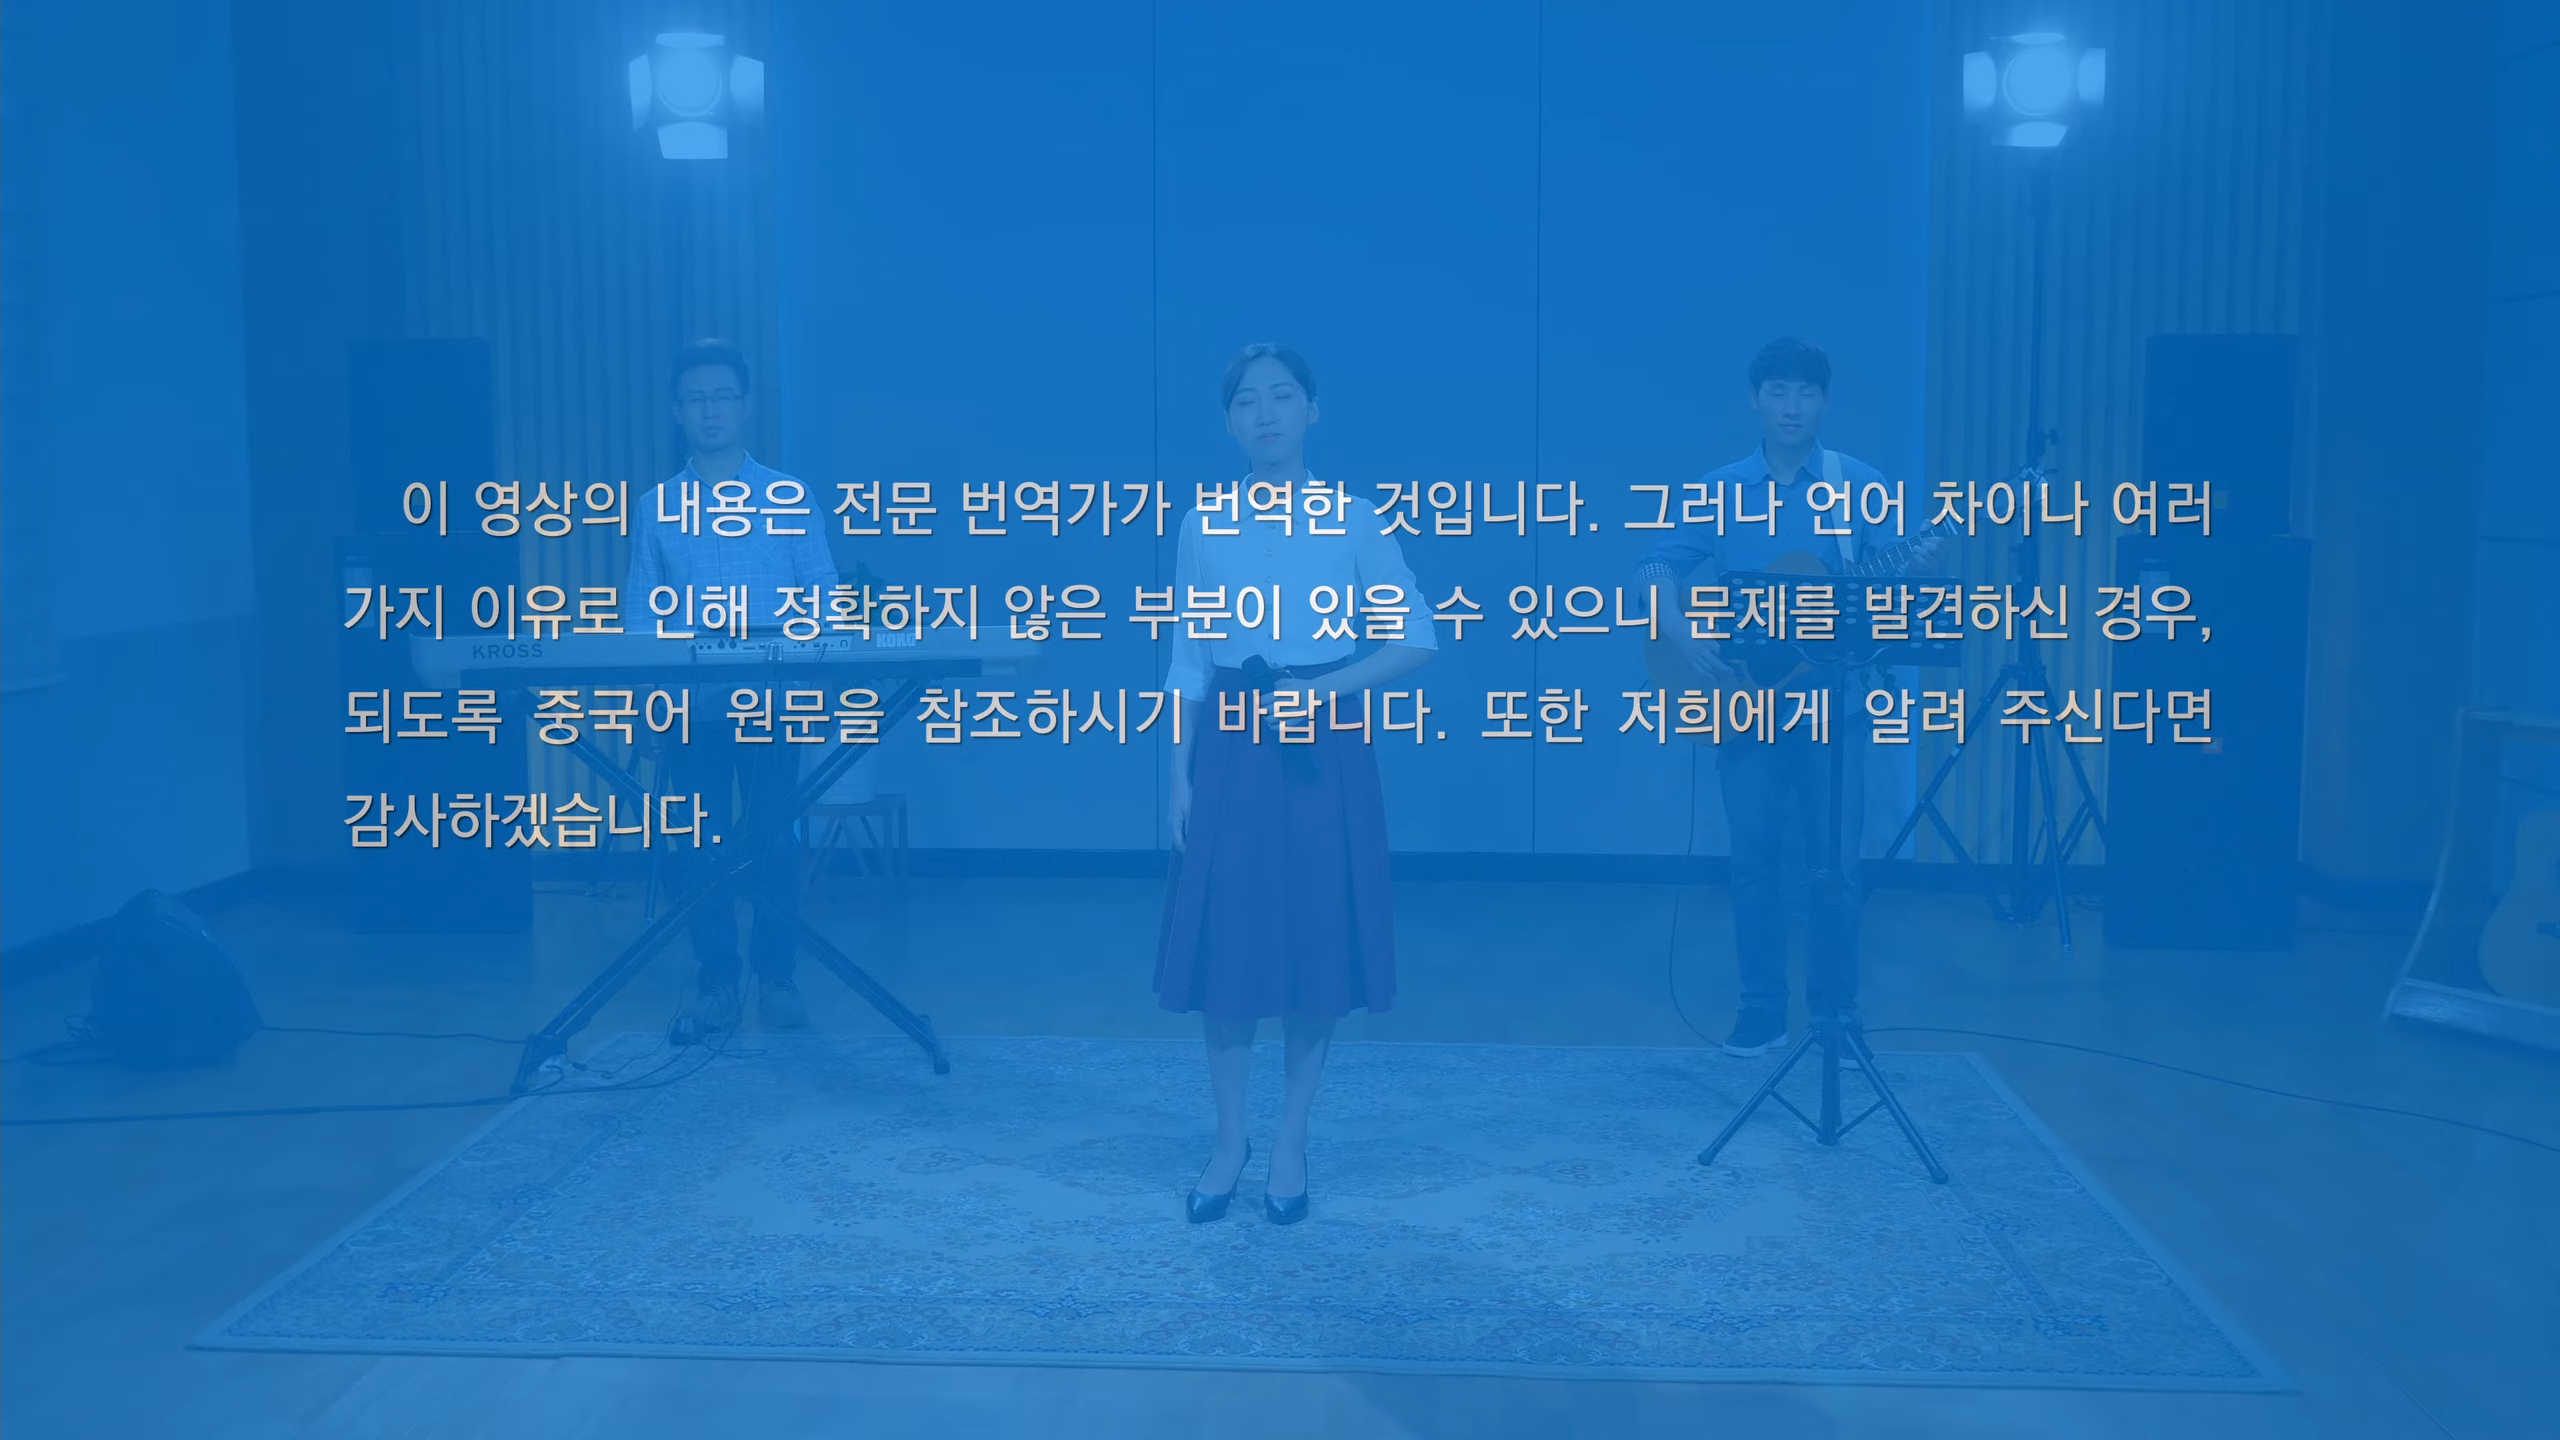 이 영상의 내용은 전문 번역가가 번역한 것입니다. 그러나 언어 차이나 여러
가지 이유로 인해 정확하지 않은 부분이 있을 수 있으니 문제를 발견하신 경우,
되도록 중국어 원문을 참조하시기 바랍니다. 또한 저희에게 알려 주신다면
감사하겠습니다.
KROSS
KORG